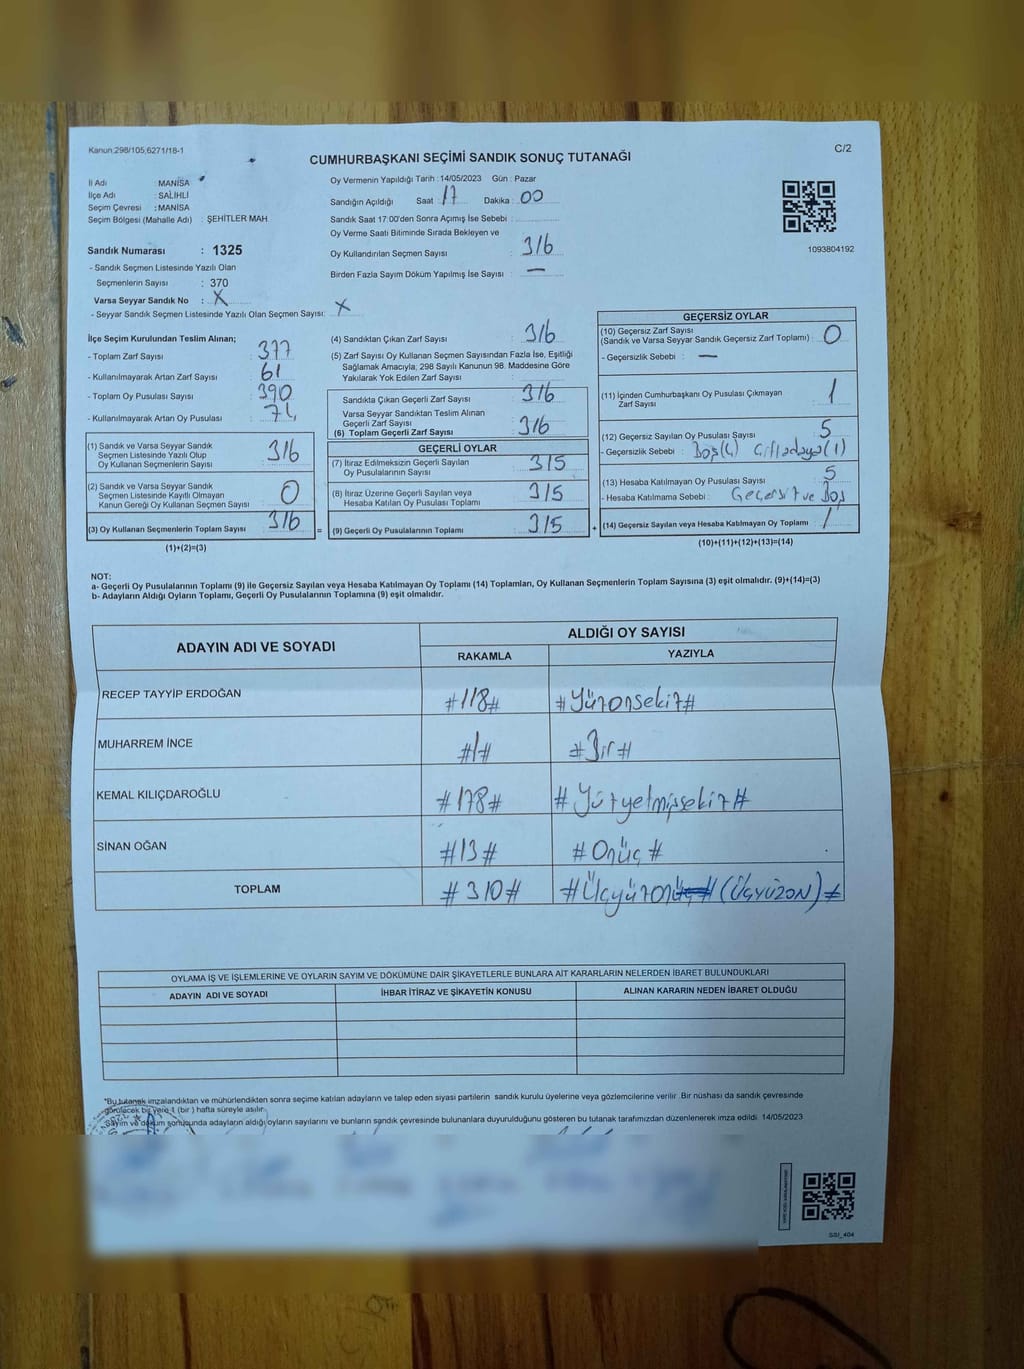 Kanun:298/105,6271/18-1
C/2
CUMHURBAŞKANI SEÇİMİ SANDIK SONUÇ TUTANAĞI
İl Adı : MANİSA
İlçe Adı : SALİHLİ
Seçim Çevresi : MANİSA
Seçim Bölgesi (Mahalle Adı) : ŞEHİTLER MAH
Sandık Numarası : 1325
- Sandık Seçmen Listesinde Yazılı Olan
Seçmenlerin Sayısı : 370
Varsa Seyyar Sandık No : X
- Seyyar Sandık Seçmen Listesinde Yazılı Olan Seçmen Sayısı: X
Oy Vermenin Yapıldığı Tarih : 14/05/2023 Gün : Pazar
Sandığın Açıldığı Saat : 17 Dakika : 00
Sandık Saat 17:00'den Sonra Açımış İse Sebebi :
Oy Verme Saati Bitiminde Sırada Bekleyen ve
Oy Kullandırılan Seçmen Sayısı : 316
Birden Fazla Sayım Döküm Yapılmış İse Sayısı : —
1093804192
İlçe Seçim Kurulundan Teslim Alınan;
- Toplam Zarf Sayısı : 377
- Kullanılmayarak Artan Zarf Sayısı : 61
- Toplam Oy Pusulası Sayısı : 390
- Kullanılmayarak Artan Oy Pusulası : 74
(1) Sandık ve Varsa Seyyar Sandık
Seçmen Listesinde Yazılı Olup
Oy Kullanan Seçmenlerin Sayısı : 316
(2) Sandık ve Varsa Seyyar Sandık
Seçmen Listesinde Kayıtlı Olmayan
Kanun Gereği Oy Kullanan Seçmen Sayısı : 0
(3) Oy Kullanan Seçmenlerin Toplam Sayısı : 316
(1)+(2)=(3)
(4) Sandıktan Çıkan Zarf Sayısı : 316
(5) Zarf Sayısı Oy Kullanan Seçmen Sayısından Fazla İse, Eşitliği
Sağlamak Amacıyla; 298 Sayılı Kanunun 98. Maddesine Göre
Yakılarak Yok Edilen Zarf Sayısı :
Sandıkta Çıkan Geçerli Zarf Sayısı : 316
Varsa Seyyar Sandıktan Teslim Alınan
Geçerli Zarf Sayısı :
(6) Toplam Geçerli Zarf Sayısı : 316
GEÇERLİ OYLAR
(7) İtiraz Edilmeksizin Geçerli Sayılan
Oy Pusulalarının Sayısı : 315
(8) İtiraz Üzerine Geçerli Sayılan veya
Hesaba Katılan Oy Pusulası Toplamı : 315
= (9) Geçerli Oy Pusulalarının Toplamı : 315 +
GEÇERSİZ OYLAR
(10) Geçersiz Zarf Sayısı
(Sandık ve Varsa Seyyar Sandık Geçersiz Zarf Toplamı) : 0
- Geçersizlik Sebebi : —
(11) İçinden Cumhurbaşkanı Oy Pusulası Çıkmayan
Zarf Sayısı : 1
(12) Geçersiz Sayılan Oy Pusulası Sayısı : 5
- Geçersizlik Sebebi : Boş(4) Çiftadaya(1)
(13) Hesaba Katılmayan Oy Pusulası Sayısı : 5
- Hesaba Katılmama Sebebi : Geçersiz ve Boş
(14) Geçersiz Sayılan veya Hesaba Katılmayan Oy Toplamı : 1
(10)+(11)+(12)+(13)=(14)
NOT:
a- Geçerli Oy Pusulalarının Toplamı (9) ile Geçersiz Sayılan veya Hesaba Katılmayan Oy Toplamı (14) Toplamları, Oy Kullanan Seçmenlerin Toplam Sayısına (3) eşit olmalıdır. (9)+(14)=(3)
b- Adayların Aldığı Oyların Toplamı, Geçerli Oy Pusulalarının Toplamına (9) eşit olmalıdır.
ADAYIN ADI VE SOYADI
ALDIĞI OY SAYISI
RAKAMLA YAZIYLA
RECEP TAYYİP ERDOĞAN #118# #Yüzonsekiz#
MUHARREM İNCE #1# #Bir#
KEMAL KILIÇDAROĞLU #178# #Yüzyetmişsekiz#
SİNAN OĞAN #13# #Onüç#
TOPLAM #310# #Üçyüzonüç# (ÜÇYÜZON) #
OYLAMA İŞ VE İŞLEMLERİNE VE OYLARIN SAYIM VE DÖKÜMÜNE DAİR ŞİKAYETLERLE BUNLARA AİT KARARLARIN NELERDEN İBARET BULUNDUKLARI
ADAYIN ADI VE SOYADI İHBAR İTİRAZ VE ŞİKAYETİN KONUSU ALINAN KARARIN NEDEN İBARET OLDUĞU
"Bu tutanak imzalandıktan ve mühürlendikten sonra seçime katılan adayların ve talep eden siyasi partilerin sandık kurulu üyelerine veya gözlemcilerine verilir. Bir nüshası da sandık çevresinde
görülecek bir yere 1 (bir) hafta süreyle asılır.
Sayım ve döküm sonucunda adayların aldığı oyların sayılarını ve bunların sandık çevresinde bulunanlara duyurulduğunu gösteren bu tutanak tarafımızdan düzenlenerek imza edildi. 14/05/2023
SSI_404